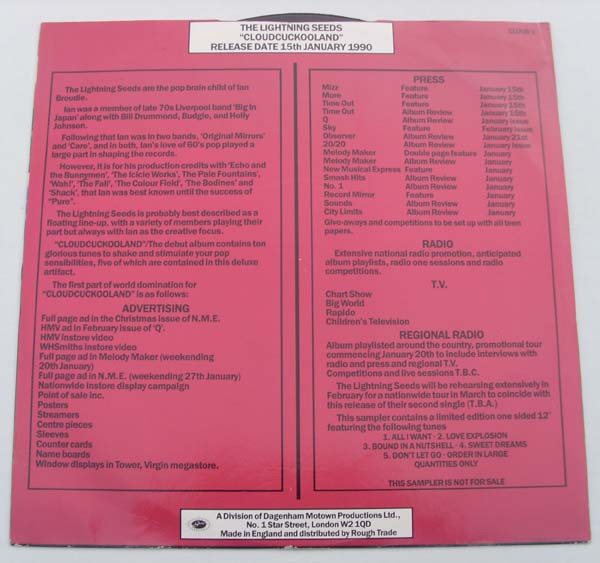 THE LIGHTNING SEEDS
"CLOUDCUCKOOLAND"
RELEASE DATE 15th JANUARY 1990
The Lightning Seeds are the pop brain child of Ian
Broudie.
Ian was a member of late 70s Liverpool band 'Big In
Japan' along with Bill Drummond, Budgie, and Holly
Johnson.
Following that Ian was in two bands, 'Original Mirrors'
and 'Care', and in both, Ian's love of 60's pop played a
large part in shaping the records.
However, it is for his production credits with 'Echo and
the Bunnymen', 'The Icicle Works', The Pale Fountains',
'Wah!', 'The Fall', 'The Colour Field', 'The Bodines' and
'Shack', that Ian was best known until the success of
"Pure".
The Lightning Seeds is probably best described as a
floating line-up, with a variety of members playing their
part but always with Ian as the creative focus.
"CLOUDCUCKOOLAND"/The debut album contains ten
glorious tunes to shake and stimulate your pop
sensibilities, five of which are contained in this deluxe
artifact.
The first part of world domination for
"CLOUDCUCKOOLAND" is as follows:
ADVERTISING
Full page ad in the Christmas issue of N.M.E.
HMV ad in February issue of 'Q'.
HMV instore video
WHSmiths instore video
Full page ad in Melody Maker (weekending
20th January)
Full page ad in N.M.E. (weekending 27th January)
Nationwide instore display campaign
Point of sale inc.
Posters
Streamers
Centre pieces
Sleeves
Counter cards
Name boards
Window displays in Tower, Virgin megastore.
PRESS
Mizz Feature January 15th
More Feature January 15th
Time Out Feature January 15th
Time Out Album Review January 15th
Q Album Review January issue
Sky Feature February issue
Observer Album Review January 21st
20/20 Album Review January issue
Melody Maker Double page feature January
Melody Maker Album Review January
New Musical Express Feature January
Smash Hits Album Review January
No. 1 Album Review January
Record Mirror Feature January
Sounds Album Review January
City Limits Album Review January
Give-aways and competitions to be set up with all teen
papers.
RADIO
Extensive national radio promotion, anticipated
album playlists, radio one sessions and radio
competitions.
T.V.
Chart Show
Big World
Rapido
Children's Television
REGIONAL RADIO
Album playlisted around the country, promotional tour
commencing January 20th to include interviews with
radio and press and regional T.V.
Competitions and live sessions T.B.C.
The Lightning Seeds will be rehearsing extensively in
February for a nationwide tour in March to coincide with
this release of their second single (T.B.A.)
This sampler contains a limited edition one sided 12"
featuring the following tunes
1. ALL I WANT · 2. LOVE EXPLOSION
3. BOUND IN A NUTSHELL · 4. SWEET DREAMS
5. DON'T LET GO · ORDER IN LARGE
QUANTITIES ONLY
THIS SAMPLER IS NOT FOR SALE
A Division of Dagenham Motown Productions Ltd.,
No. 1 Star Street, London W2 1QD
Made in England and distributed by Rough Trade